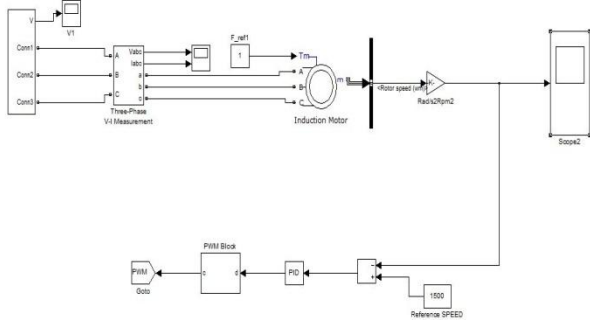 V
V1
Conn1
Conn2
Conn3
A
B
C
Vabc
Iabc
a
b
c
Three-Phase
V-I Measurement
F_ref1
1
Tm
A
B
C
m
Induction Motor
<Rotor speed (wm)>
K-
Rad/s2Rpm2
Scope2
PWM
Goto
PWM Block
o
d
PID
1500
Reference SPEED